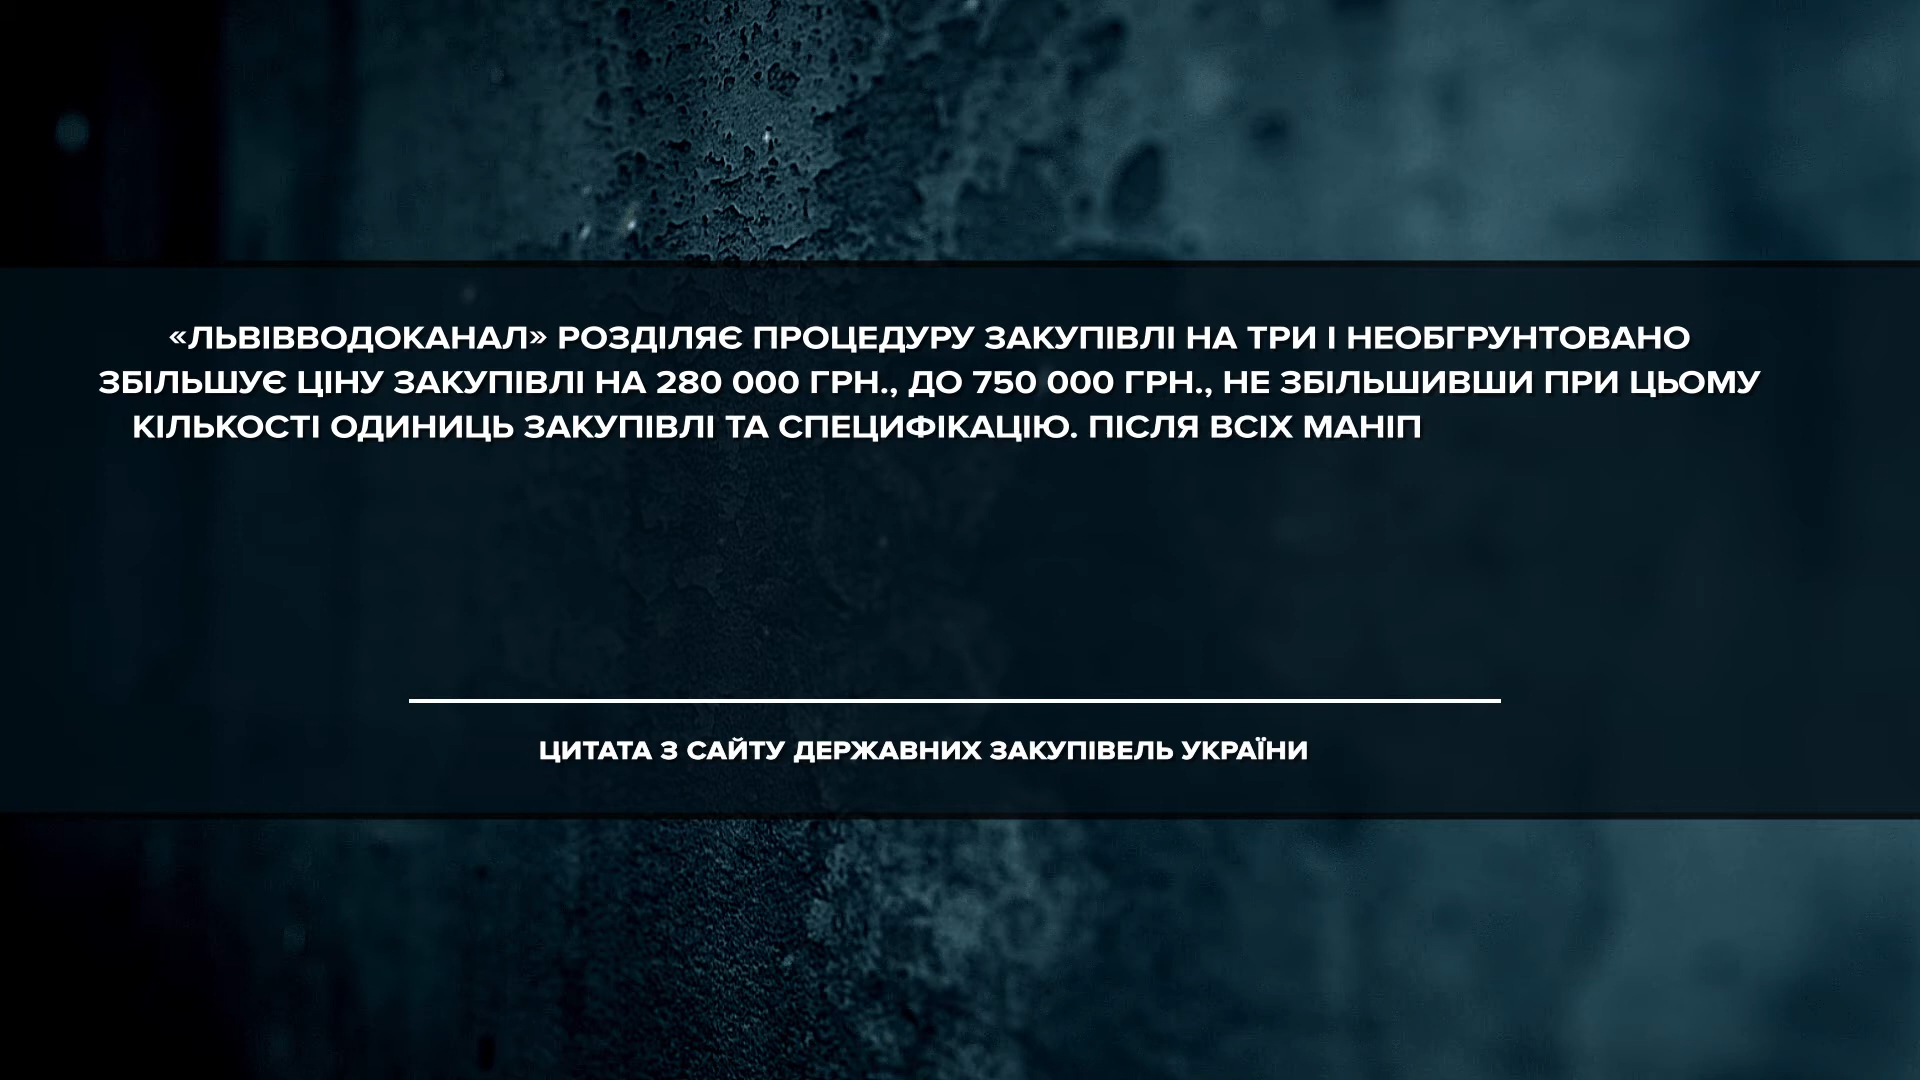 «ЛЬВІВВОДОКАНАЛ» РОЗДІЛЯЄ ПРОЦЕДУРУ ЗАКУПІВЛІ НА ТРИ І НЕОБГРУНТОВАНО
ЗБІЛЬШУЄ ЦІНУ ЗАКУПІВЛІ НА 280 000 ГРН., ДО 750 000 ГРН., НЕ ЗБІЛЬШИВШИ ПРИ ЦЬОМУ
КІЛЬКОСТІ ОДИНИЦЬ ЗАКУПІВЛІ ТА СПЕЦИФІКАЦІЮ. ПІСЛЯ ВСІХ МАНІП
ЦИТАТА З САЙТУ ДЕРЖАВНИХ ЗАКУПІВЕЛЬ УКРАЇНИ